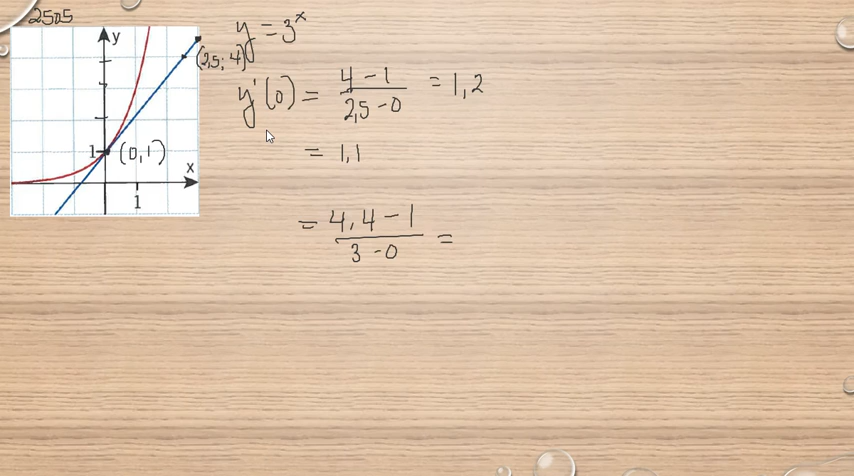 2505
y
y = 3^x
(2,5; 4)
y'(0) = (4 - 1)/(2,5 - 0) = 1,2
1 (0,1)
= 1,1
x
1
= (4,4 - 1)/(3 - 0) =